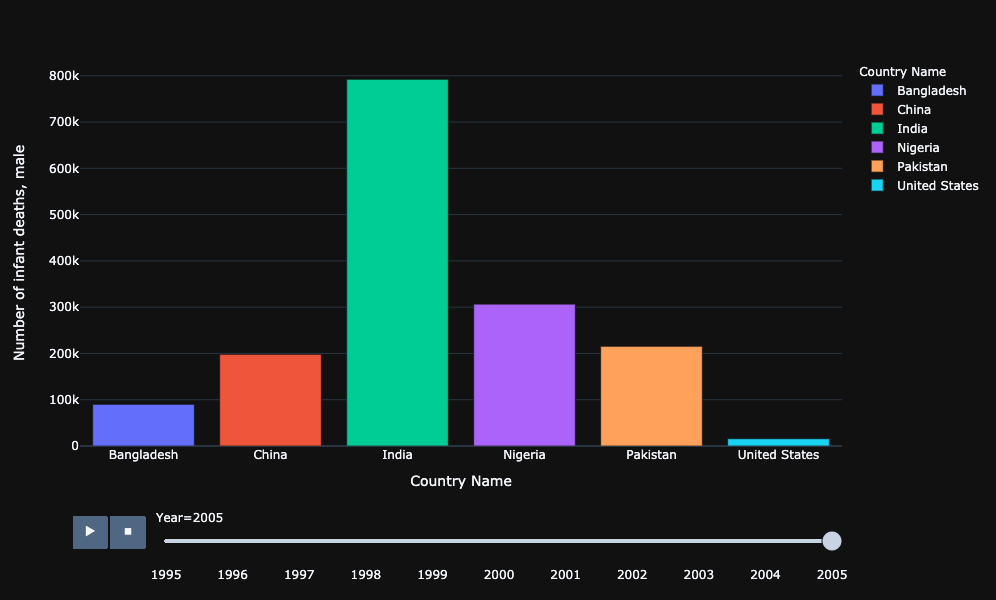 800k
700k
600k
500k
400k
300k
200k
100k
0
Number of infant deaths, male
Bangladesh China India Nigeria Pakistan United States
Country Name
Country Name
Bangladesh
China
India
Nigeria
Pakistan
United States
Year=2005
1995 1996 1997 1998 1999 2000 2001 2002 2003 2004 2005